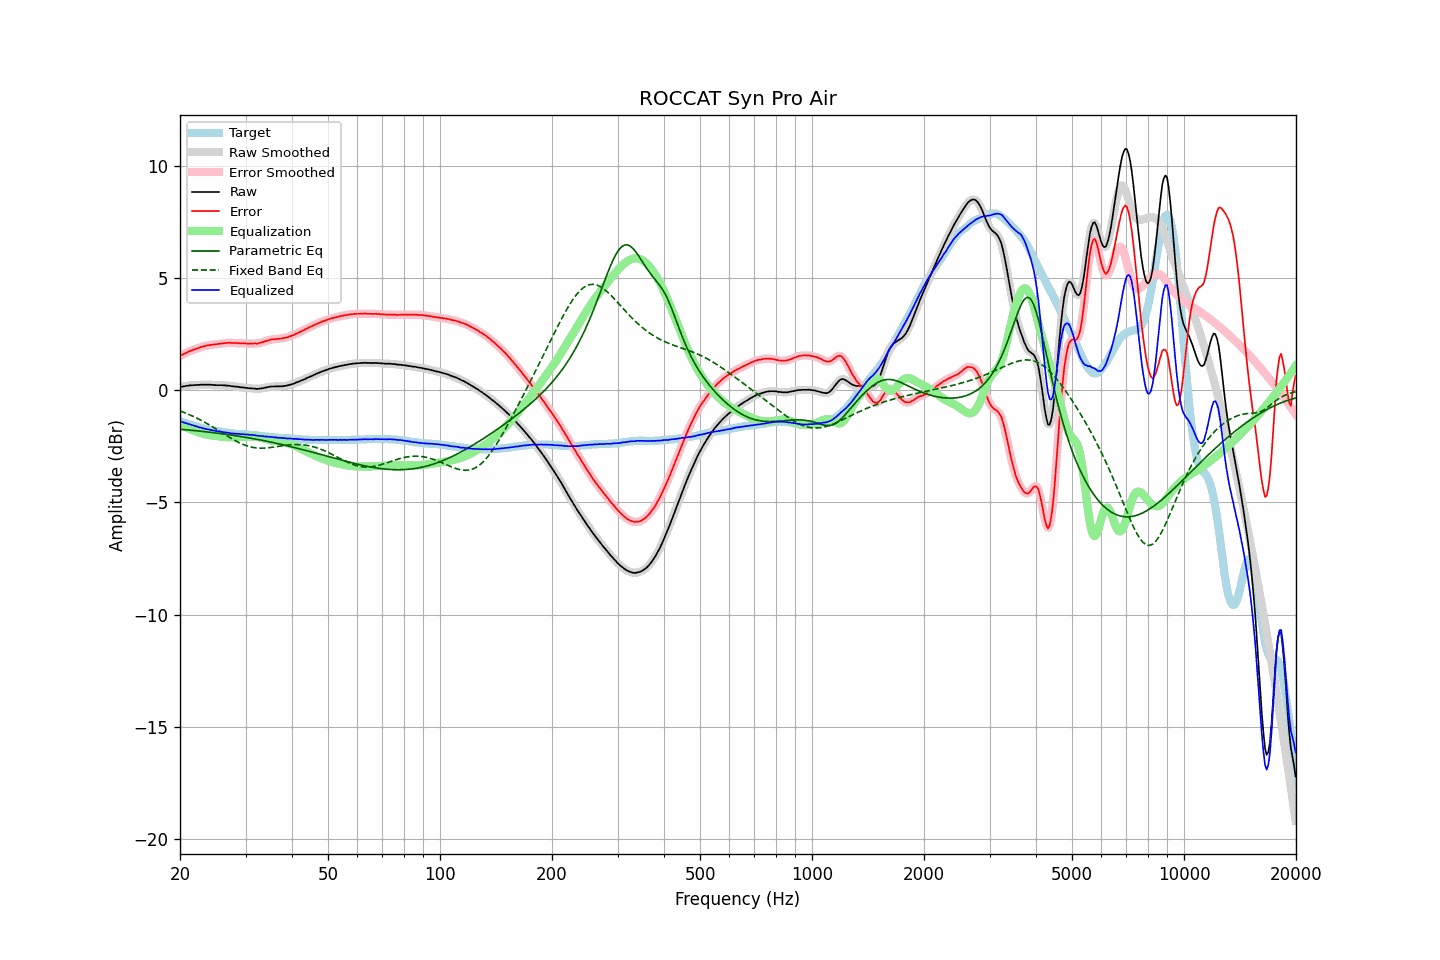 ROCCAT Syn Pro Air
Target
Raw Smoothed
Error Smoothed
Raw
Error
Equalization
Parametric Eq
Fixed Band Eq
Equalized
10
5
0
−5
−10
−15
−20
Amplitude (dBr)
20 50 100 200 500 1000 2000 5000 10000 20000
Frequency (Hz)